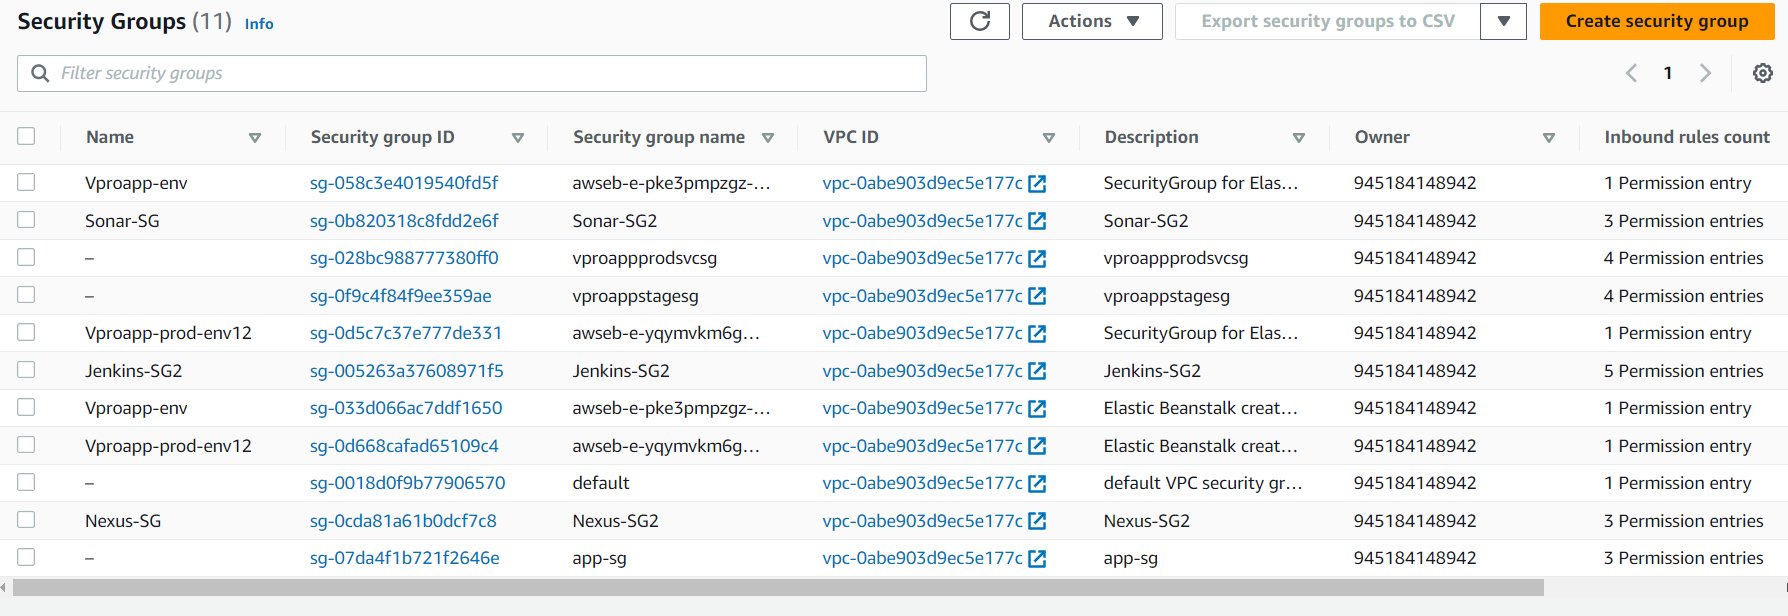 Security Groups (11) Info Actions Export security groups to CSV Create security group
Filter security groups 1
Name Security group ID Security group name VPC ID Description Owner Inbound rules count
Vproapp-env sg-058c3e4019540fd5f awseb-e-pke3pmpzgz-... vpc-0abe903d9ec5e177c SecurityGroup for Elas... 945184148942 1 Permission entry
Sonar-SG sg-0b820318c8fdd2e6f Sonar-SG2 vpc-0abe903d9ec5e177c Sonar-SG2 945184148942 3 Permission entries
– sg-028bc988777380ff0 vproappprodsvcsg vpc-0abe903d9ec5e177c vproappprodsvcsg 945184148942 4 Permission entries
– sg-0f9c4f84f9ee359ae vproappstagesg vpc-0abe903d9ec5e177c vproappstagesg 945184148942 4 Permission entries
Vproapp-prod-env12 sg-0d5c7c37e777de331 awseb-e-yqymvkm6g... vpc-0abe903d9ec5e177c SecurityGroup for Elas... 945184148942 1 Permission entry
Jenkins-SG2 sg-005263a37608971f5 Jenkins-SG2 vpc-0abe903d9ec5e177c Jenkins-SG2 945184148942 5 Permission entries
Vproapp-env sg-033d066ac7ddf1650 awseb-e-pke3pmpzgz-... vpc-0abe903d9ec5e177c Elastic Beanstalk creat... 945184148942 1 Permission entry
Vproapp-prod-env12 sg-0d668cafad65109c4 awseb-e-yqymvkm6g... vpc-0abe903d9ec5e177c Elastic Beanstalk creat... 945184148942 1 Permission entry
– sg-0018d0f9b77906570 default vpc-0abe903d9ec5e177c default VPC security gr... 945184148942 1 Permission entry
Nexus-SG sg-0cda81a61b0dcf7c8 Nexus-SG2 vpc-0abe903d9ec5e177c Nexus-SG2 945184148942 3 Permission entries
– sg-07da4f1b721f2646e app-sg vpc-0abe903d9ec5e177c app-sg 945184148942 3 Permission entries